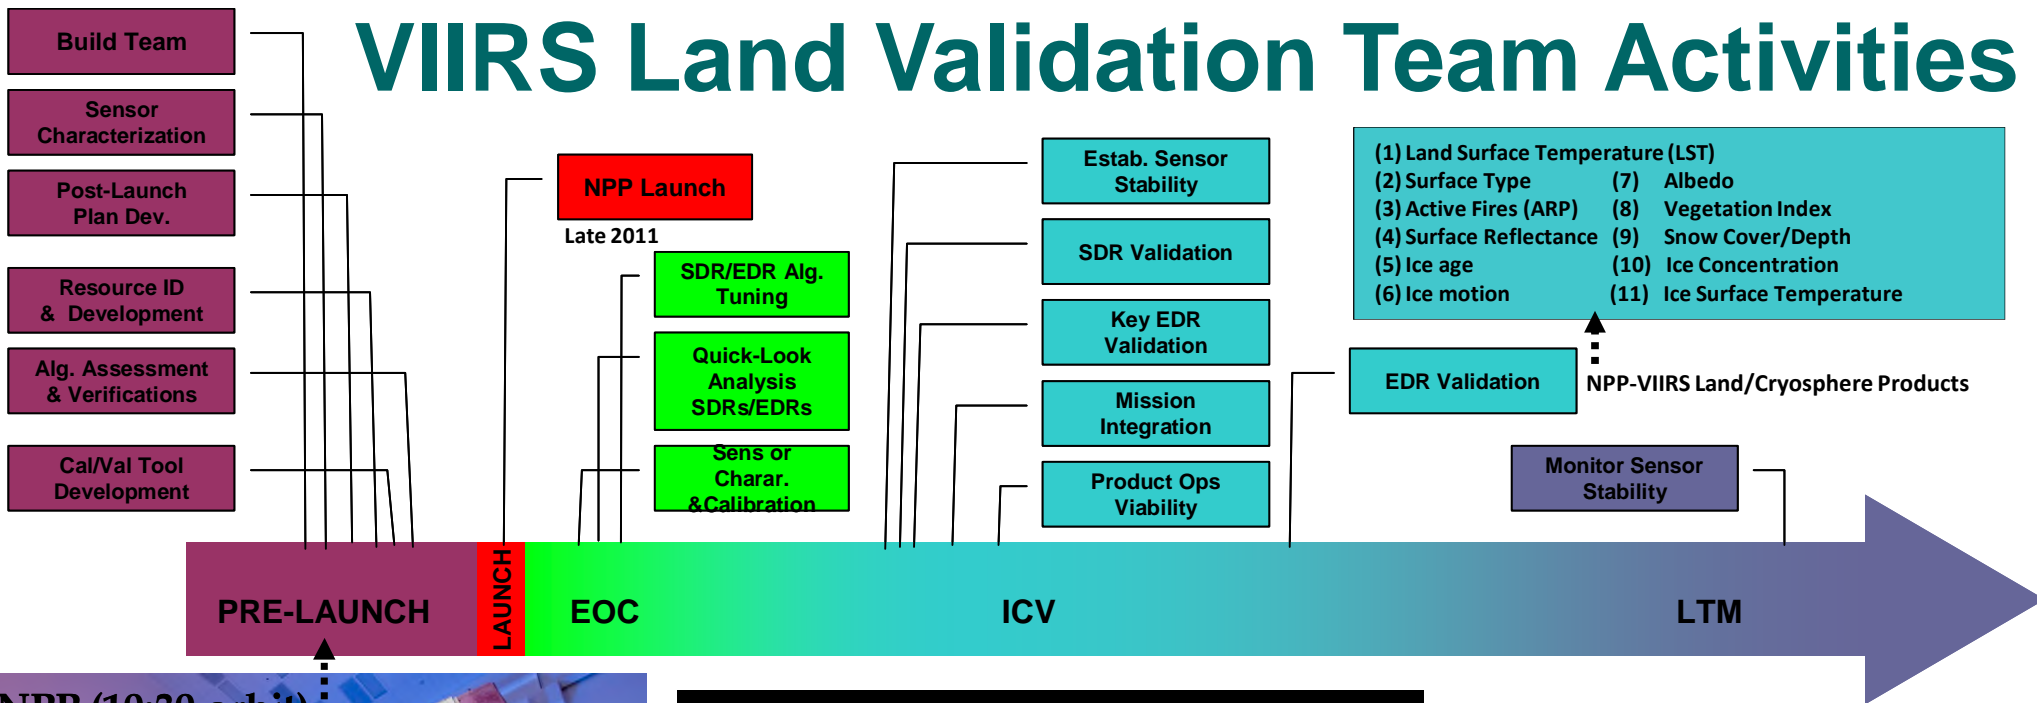 VIIRS Land Validation Team Activities
Build Team
Sensor
Characterization
Post-Launch
Plan Dev.
Resource ID
& Development
Alg. Assessment
& Verifications
Cal/Val Tool
Development
NPP Launch
Late 2011
SDR/EDR Alg.
Tuning
Quick-Look
Analysis
SDRs/EDRs
Sens or
Charar.
&Calibration
Estab. Sensor
Stability
SDR Validation
Key EDR
Validation
Mission
Integration
Product Ops
Viability
(1) Land Surface Temperature (LST)
(2) Surface Type (7) Albedo
(3) Active Fires (ARP) (8) Vegetation Index
(4) Surface Reflectance (9) Snow Cover/Depth
(5) Ice age (10) Ice Concentration
(6) Ice motion (11) Ice Surface Temperature
EDR Validation
NPP-VIIRS Land/Cryosphere Products
Monitor Sensor
Stability
PRE-LAUNCH
LAUNCH
EOC
ICV
LTM